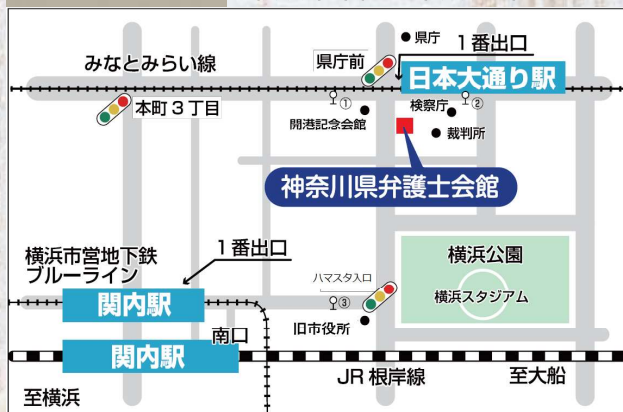 県庁
1番出口
みなとみらい線
県庁前
日本大通り駅
本町3丁目
①
検察庁
②
開港記念会館
裁判所
神奈川県弁護士会館
横浜市営地下鉄
ブルーライン
1番出口
横浜公園
ハマスタ入口
関内駅
③
横浜スタジアム
旧市役所
南口
関内駅
JR根岸線
至大船
至横浜